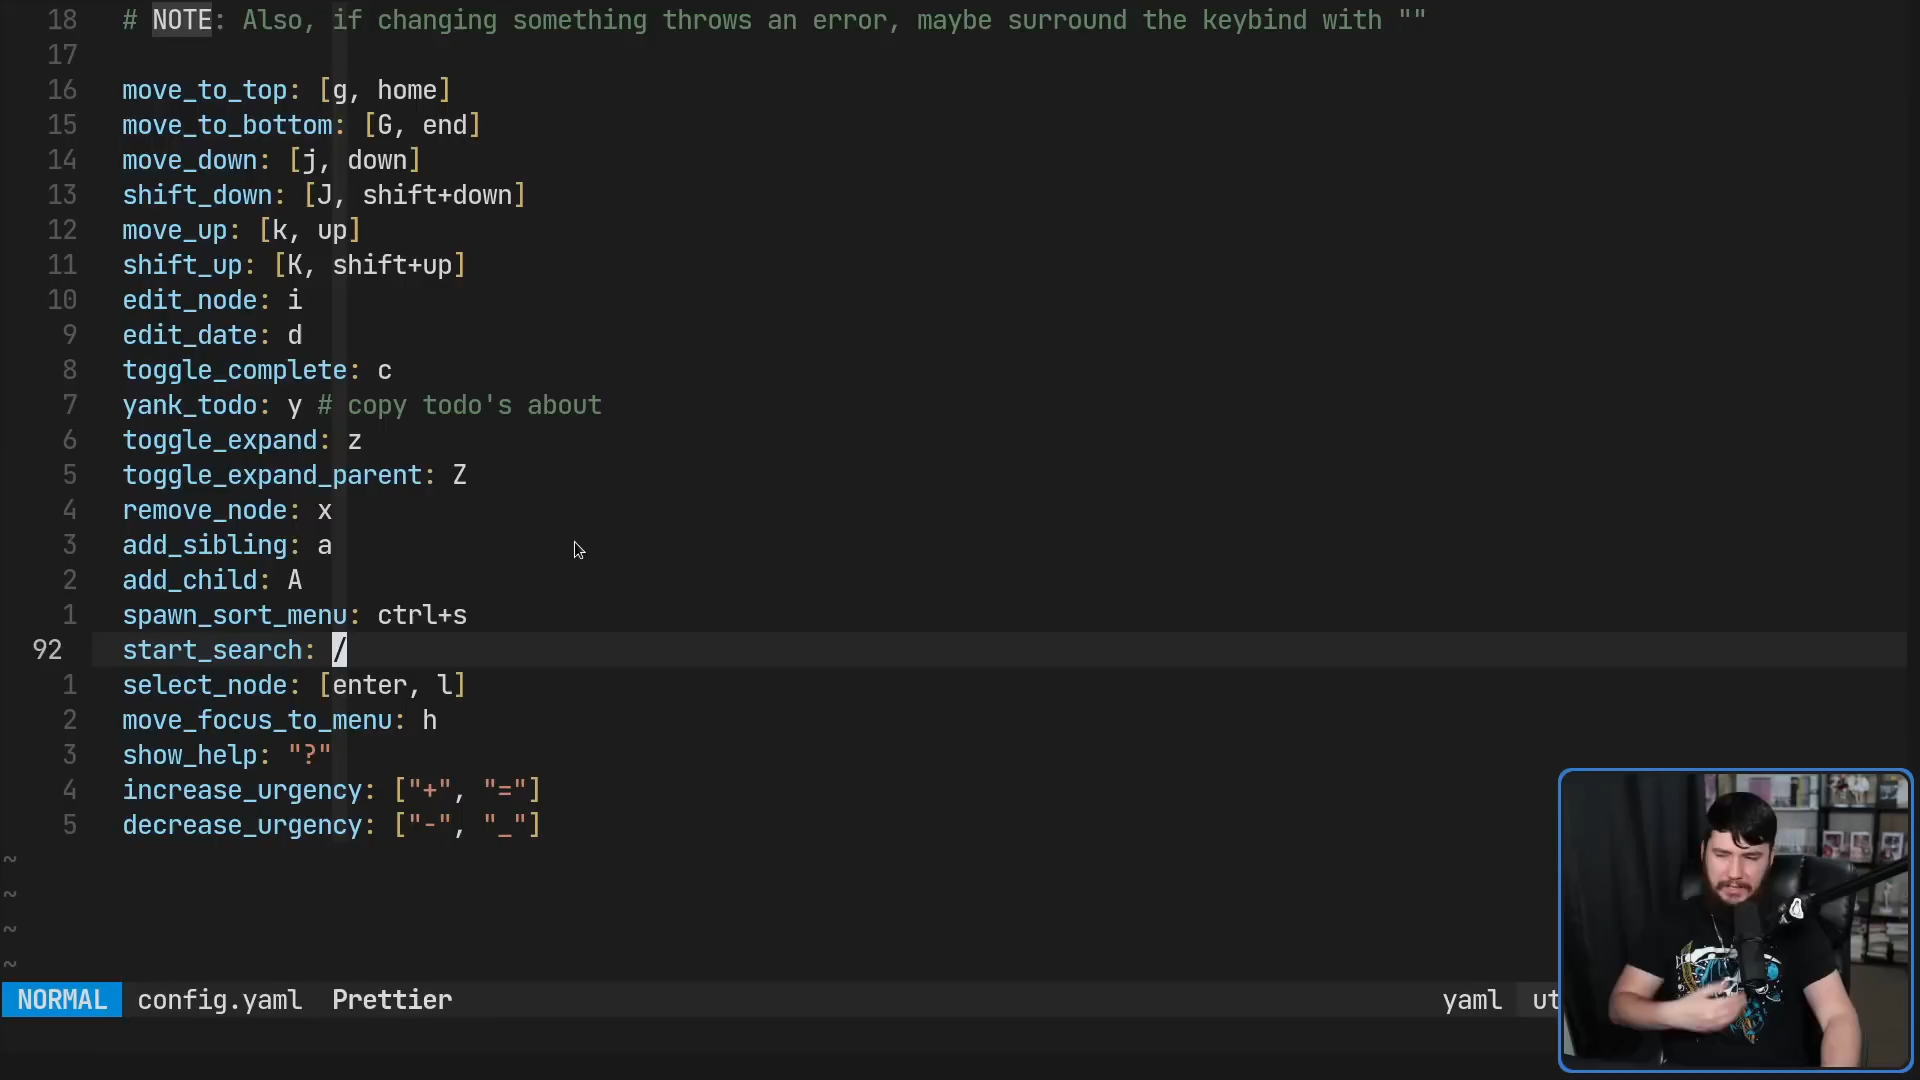 18 # NOTE: Also, if changing something throws an error, maybe surround the keybind with ""
17
16 move_to_top: [g, home]
15 move_to_bottom: [G, end]
14 move_down: [j, down]
13 shift_down: [J, shift+down]
12 move_up: [k, up]
11 shift_up: [K, shift+up]
10 edit_node: i
9 edit_date: d
8 toggle_complete: c
7 yank_todo: y # copy todo's about
6 toggle_expand: z
5 toggle_expand_parent: Z
4 remove_node: x
3 add_sibling: a
2 add_child: A
1 spawn_sort_menu: ctrl+s
92 start_search: /
1 select_node: [enter, l]
2 move_focus_to_menu: h
3 show_help: "?"
4 increase_urgency: ["+", "="]
5 decrease_urgency: ["-", "_"]
~
~
~
~
NORMAL config.yaml Prettier yaml ut